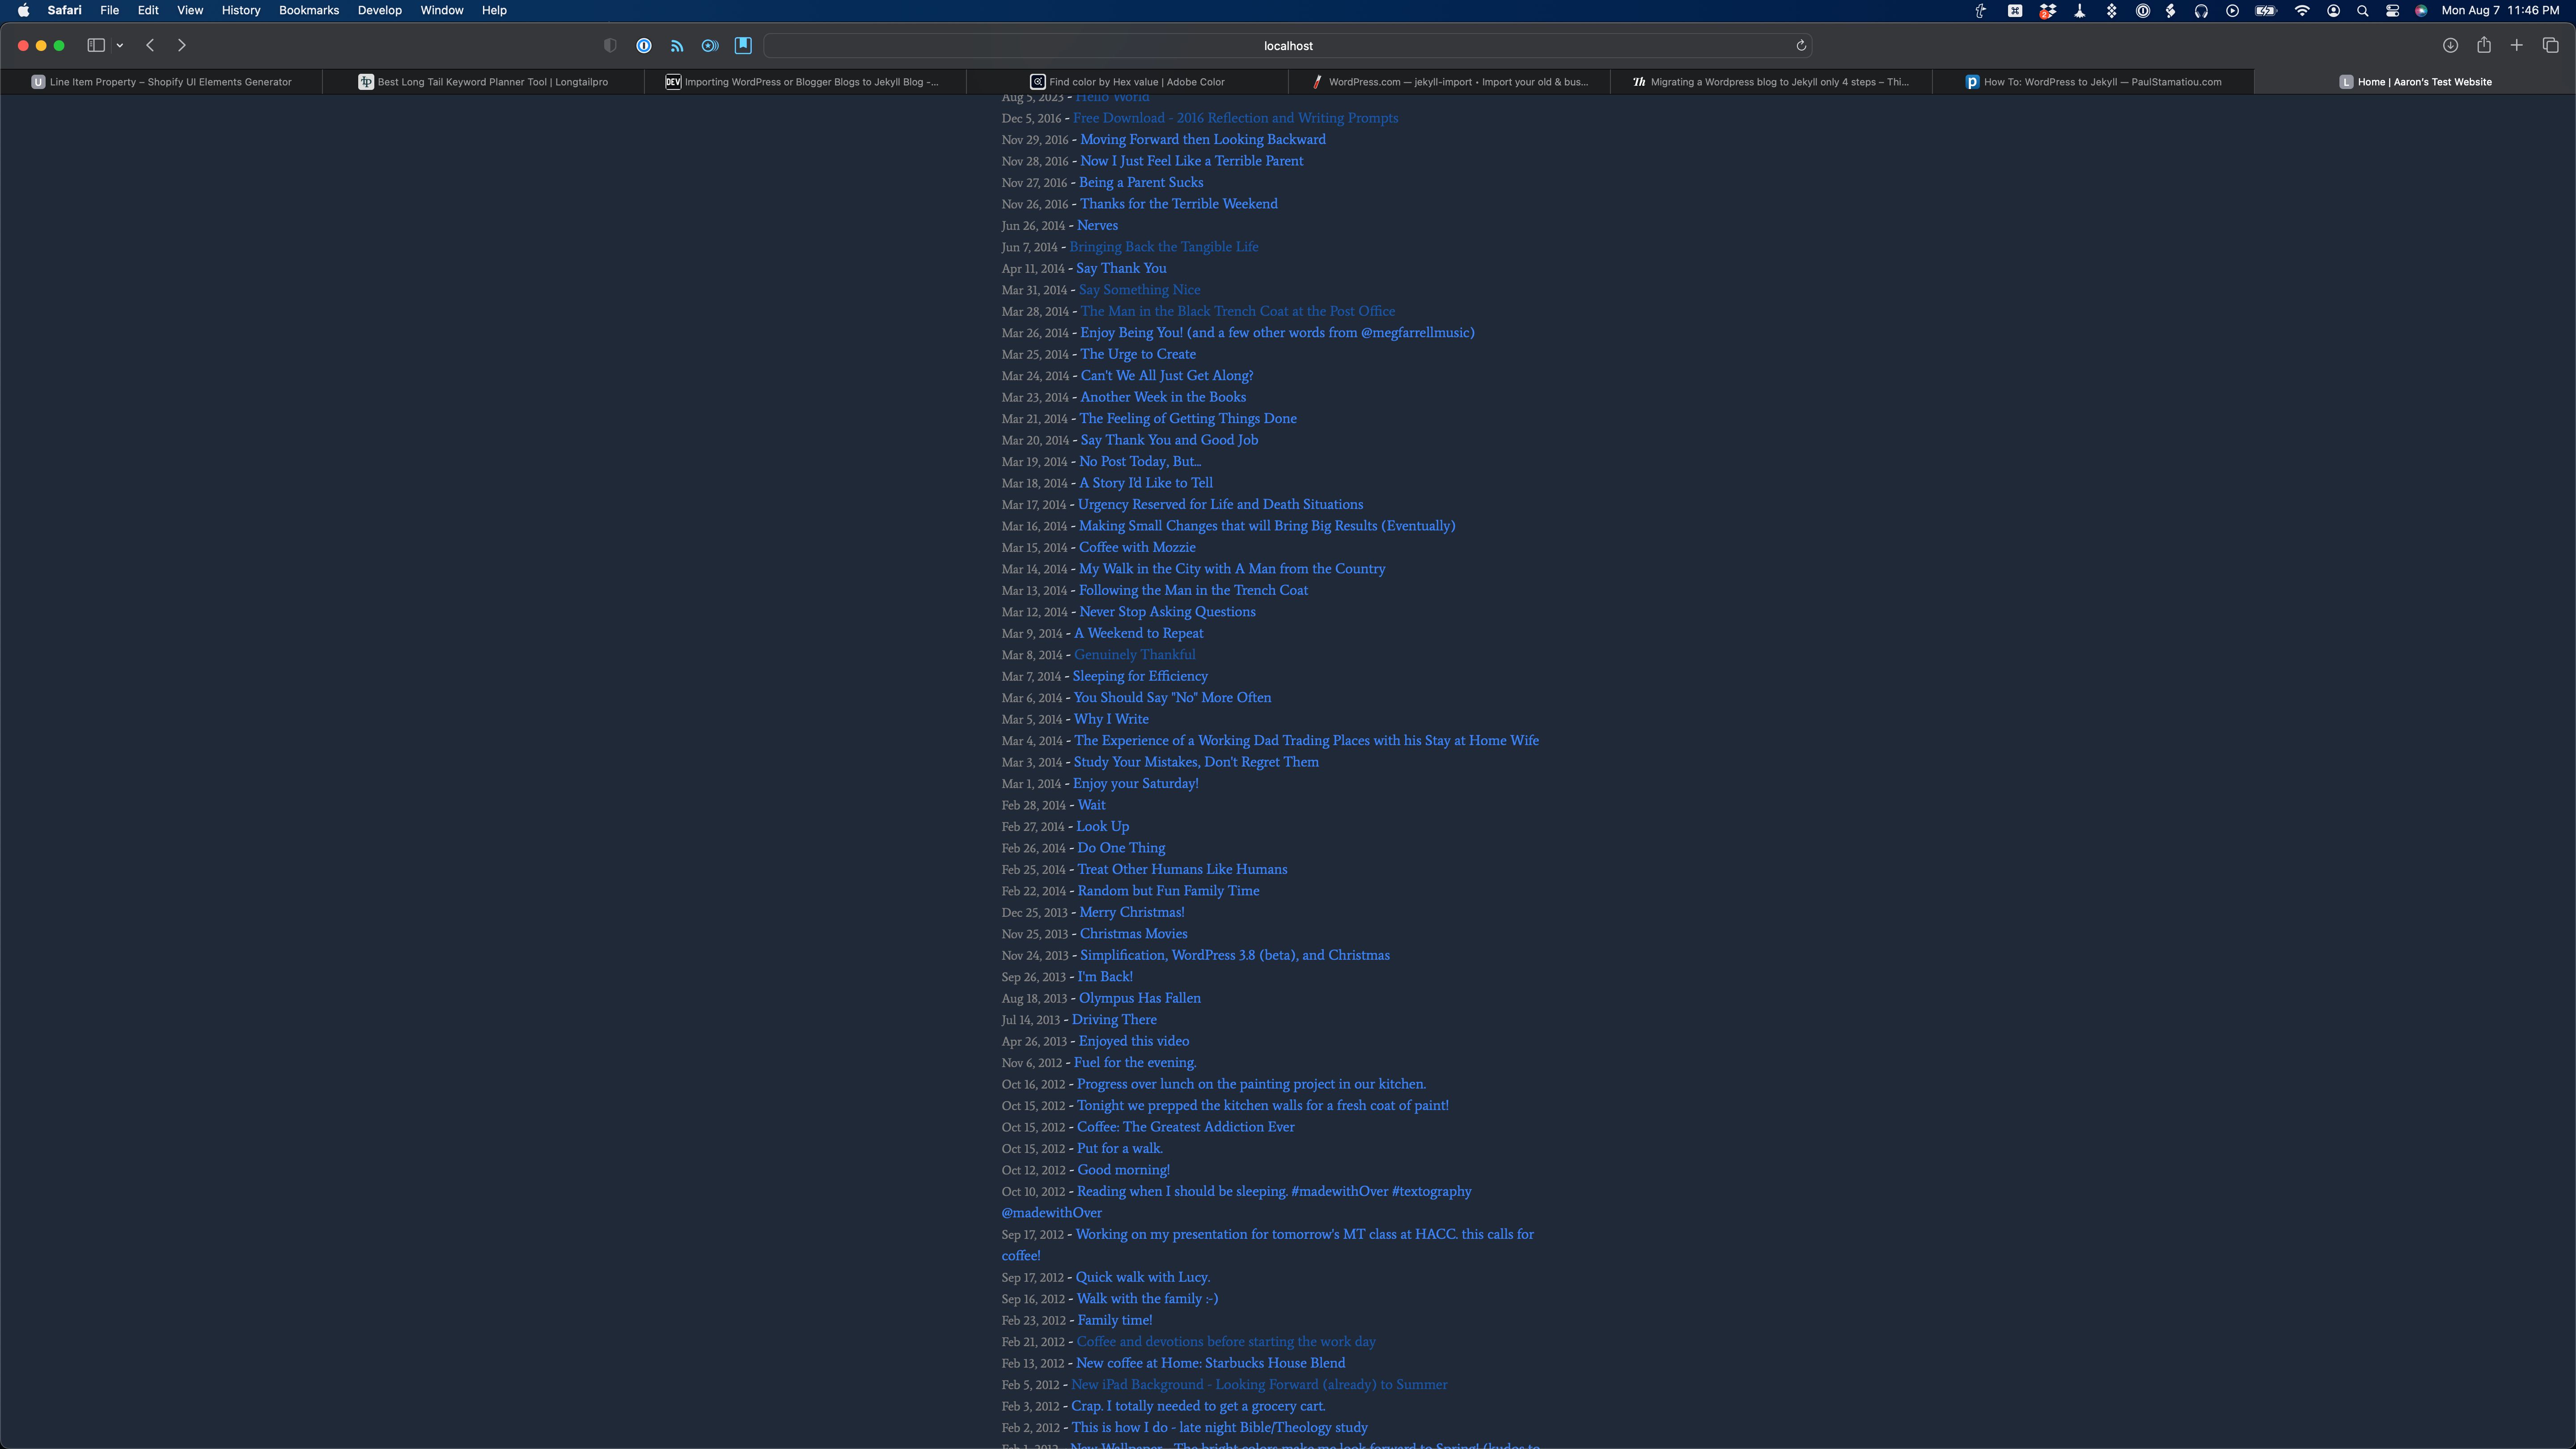 Safari File Edit View History Bookmarks Develop Window Help Mon Aug 7 11:46 PM
localhost
Line Item Property – Shopify UI Elements Generator
Best Long Tail Keyword Planner Tool | Longtailpro
DEV Importing WordPress or Blogger Blogs to Jekyll Blog -...
Find color by Hex value | Adobe Color
WordPress.com — jekyll-import • Import your old & bus...
Th Migrating a Wordpress blog to Jekyll only 4 steps – Thi...
How To: WordPress to Jekyll — PaulStamatiou.com
L Home | Aaron's Test Website
Aug 5, 2023 - Hello World
Dec 5, 2016 - Free Download - 2016 Reflection and Writing Prompts
Nov 29, 2016 - Moving Forward then Looking Backward
Nov 28, 2016 - Now I Just Feel Like a Terrible Parent
Nov 27, 2016 - Being a Parent Sucks
Nov 26, 2016 - Thanks for the Terrible Weekend
Jun 26, 2014 - Nerves
Jun 7, 2014 - Bringing Back the Tangible Life
Apr 11, 2014 - Say Thank You
Mar 31, 2014 - Say Something Nice
Mar 28, 2014 - The Man in the Black Trench Coat at the Post Office
Mar 26, 2014 - Enjoy Being You! (and a few other words from @megfarrellmusic)
Mar 25, 2014 - The Urge to Create
Mar 24, 2014 - Can't We All Just Get Along?
Mar 23, 2014 - Another Week in the Books
Mar 21, 2014 - The Feeling of Getting Things Done
Mar 20, 2014 - Say Thank You and Good Job
Mar 19, 2014 - No Post Today, But...
Mar 18, 2014 - A Story I'd Like to Tell
Mar 17, 2014 - Urgency Reserved for Life and Death Situations
Mar 16, 2014 - Making Small Changes that will Bring Big Results (Eventually)
Mar 15, 2014 - Coffee with Mozzie
Mar 14, 2014 - My Walk in the City with A Man from the Country
Mar 13, 2014 - Following the Man in the Trench Coat
Mar 12, 2014 - Never Stop Asking Questions
Mar 9, 2014 - A Weekend to Repeat
Mar 8, 2014 - Genuinely Thankful
Mar 7, 2014 - Sleeping for Efficiency
Mar 6, 2014 - You Should Say "No" More Often
Mar 5, 2014 - Why I Write
Mar 4, 2014 - The Experience of a Working Dad Trading Places with his Stay at Home Wife
Mar 3, 2014 - Study Your Mistakes, Don't Regret Them
Mar 1, 2014 - Enjoy your Saturday!
Feb 28, 2014 - Wait
Feb 27, 2014 - Look Up
Feb 26, 2014 - Do One Thing
Feb 25, 2014 - Treat Other Humans Like Humans
Feb 22, 2014 - Random but Fun Family Time
Dec 25, 2013 - Merry Christmas!
Nov 25, 2013 - Christmas Movies
Nov 24, 2013 - Simplification, WordPress 3.8 (beta), and Christmas
Sep 26, 2013 - I'm Back!
Aug 18, 2013 - Olympus Has Fallen
Jul 14, 2013 - Driving There
Apr 26, 2013 - Enjoyed this video
Nov 6, 2012 - Fuel for the evening.
Oct 16, 2012 - Progress over lunch on the painting project in our kitchen.
Oct 15, 2012 - Tonight we prepped the kitchen walls for a fresh coat of paint!
Oct 15, 2012 - Coffee: The Greatest Addiction Ever
Oct 15, 2012 - Put for a walk.
Oct 12, 2012 - Good morning!
Oct 10, 2012 - Reading when I should be sleeping. #madewithOver #textography
@madewithOver
Sep 17, 2012 - Working on my presentation for tomorrow's MT class at HACC. this calls for
coffee!
Sep 17, 2012 - Quick walk with Lucy.
Sep 16, 2012 - Walk with the family :-)
Feb 23, 2012 - Family time!
Feb 21, 2012 - Coffee and devotions before starting the work day
Feb 13, 2012 - New coffee at Home: Starbucks House Blend
Feb 5, 2012 - New iPad Background - Looking Forward (already) to Summer
Feb 3, 2012 - Crap. I totally needed to get a grocery cart.
Feb 2, 2012 - This is how I do - late night Bible/Theology study
Feb 1, 2012 - New Wallpaper - The bright colors make me look forward to Spring! (kudos to